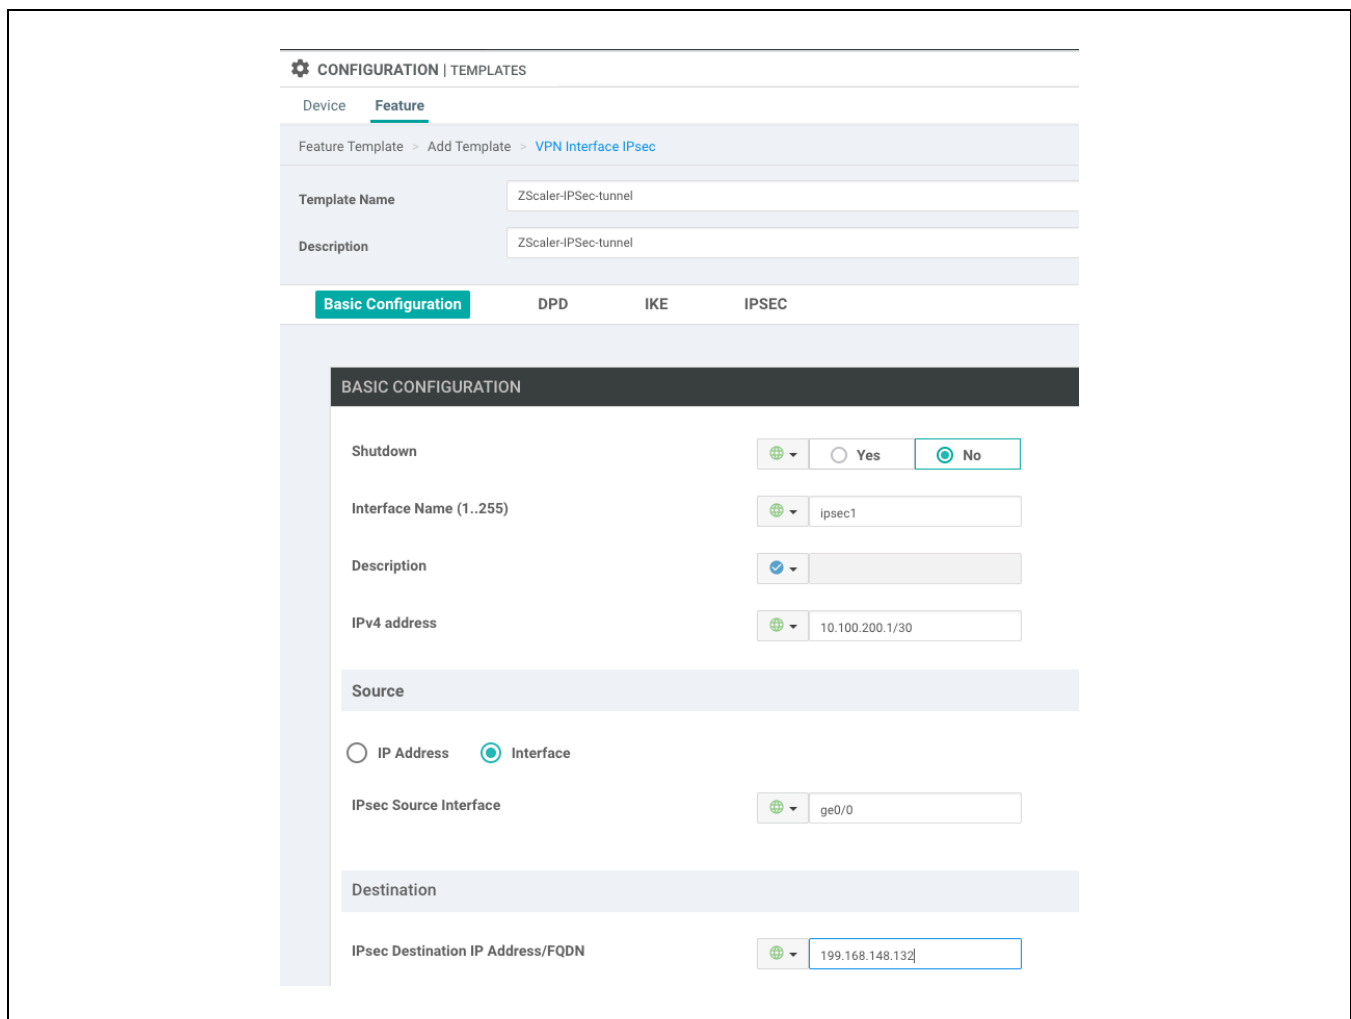 CONFIGURATION | TEMPLATES
Device Feature
Feature Template > Add Template > VPN Interface IPsec
Template Name ZScaler-IPSec-tunnel
Description ZScaler-IPSec-tunnel
Basic Configuration DPD IKE IPSEC
BASIC CONFIGURATION
Shutdown Yes No
Interface Name (1..255) ipsec1
Description
IPv4 address 10.100.200.1/30
Source
IP Address Interface
IPsec Source Interface ge0/0
Destination
IPsec Destination IP Address/FQDN 199.168.148.132